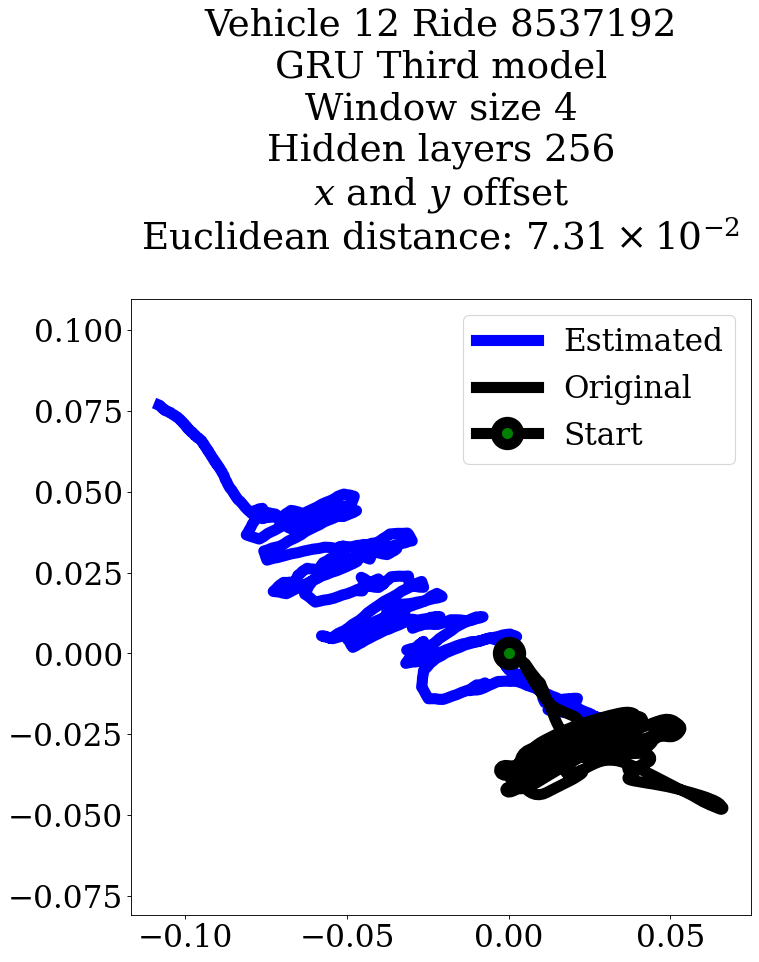 Vehicle 12 Ride 8537192
GRU Third model
Window size 4
Hidden layers 256
x and y offset
Euclidean distance: 7.31 × 10⁻²
Estimated
Original
Start
0.100
0.075
0.050
0.025
0.000
−0.025
−0.050
−0.075
−0.10
−0.05
0.00
0.05